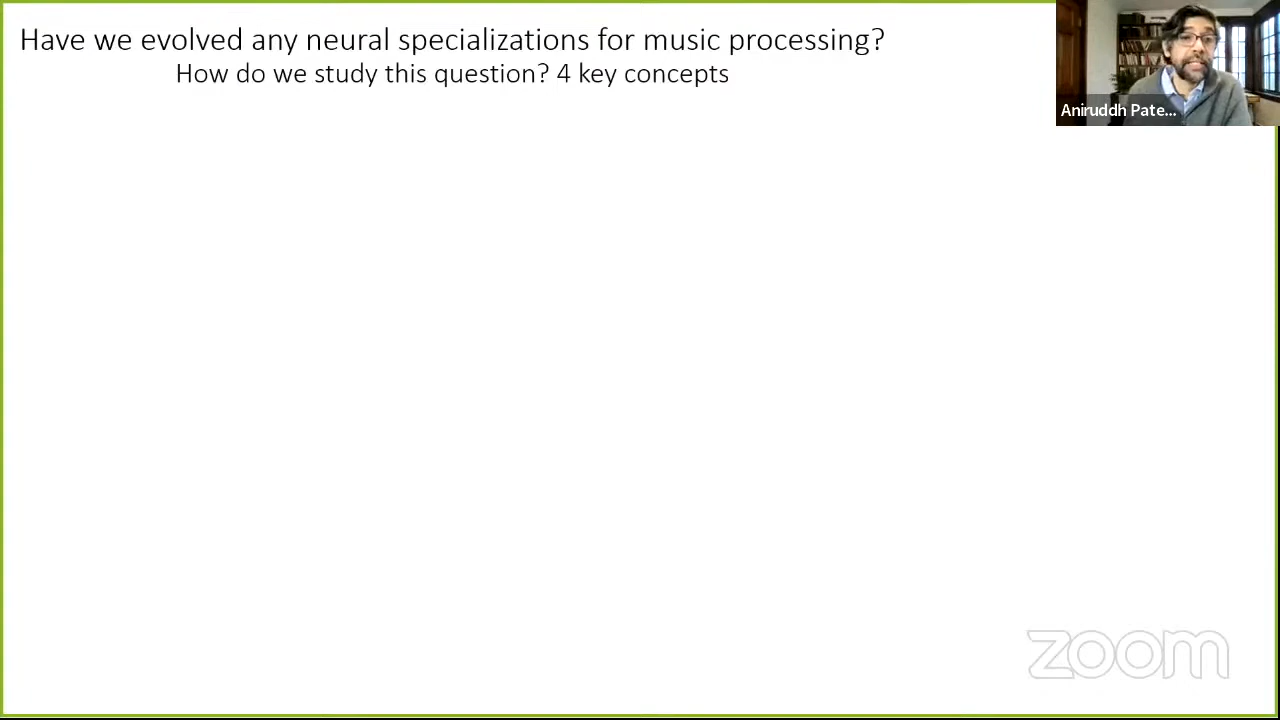 Have we evolved any neural specializations for music processing?
How do we study this question? 4 key concepts
Aniruddh Pate...
zoom